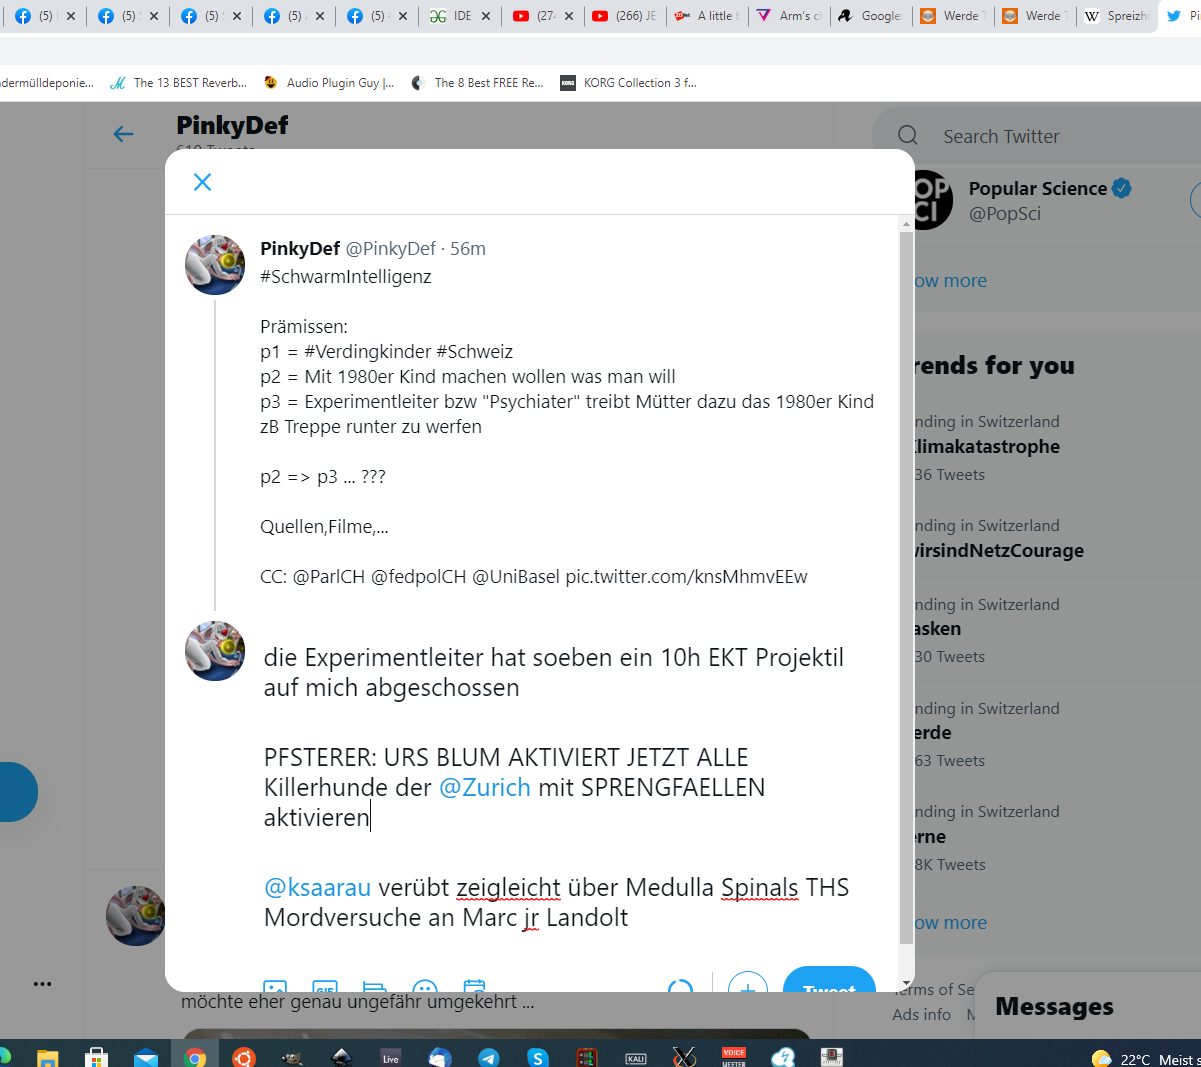 (5)
(5)
(5)
(5)
(5)
IDE
(274
(266) JE
A little b
Arm's c
Google
Werde T
Werde T
Spreizh
dermülldeponie...
The 13 BEST Reverb...
Audio Plugin Guy |...
The 8 Best FREE Re...
KORG Collection 3 f...
PinkyDef
Search Twitter
Popular Science
@PopSci
ow more
PinkyDef @PinkyDef · 56m
#SchwarmIntelligenz
Prämissen:
p1 = #Verdingkinder #Schweiz
p2 = Mit 1980er Kind machen wollen was man will
p3 = Experimentleiter bzw "Psychiater" treibt Mütter dazu das 1980er Kind
zB Treppe runter zu werfen
p2 => p3 ... ???
Quellen,Filme,...
CC: @ParlCH @fedpolCH @UniBasel pic.twitter.com/knsMhmvEEw
die Experimentleiter hat soeben ein 10h EKT Projektil
auf mich abgeschossen
PFSTERER: URS BLUM AKTIVIERT JETZT ALLE
Killerhunde der @Zurich mit SPRENGFAELLEN
aktivieren
@ksaarau verübt zeigleicht über Medulla Spinals THS
Mordversuche an Marc jr Landolt
GIF
Tweet
rends for you
nding in Switzerland
Klimakatastrophe
36 Tweets
nding in Switzerland
virsindNetzCourage
nding in Switzerland
asken
30 Tweets
nding in Switzerland
erde
63 Tweets
nding in Switzerland
erne
8K Tweets
ow more
erms of Se
Ads info
Messages
möchte eher genau ungefähr umgekehrt ...
Live
KALI
VOICE
MEETER
22°C Meist s